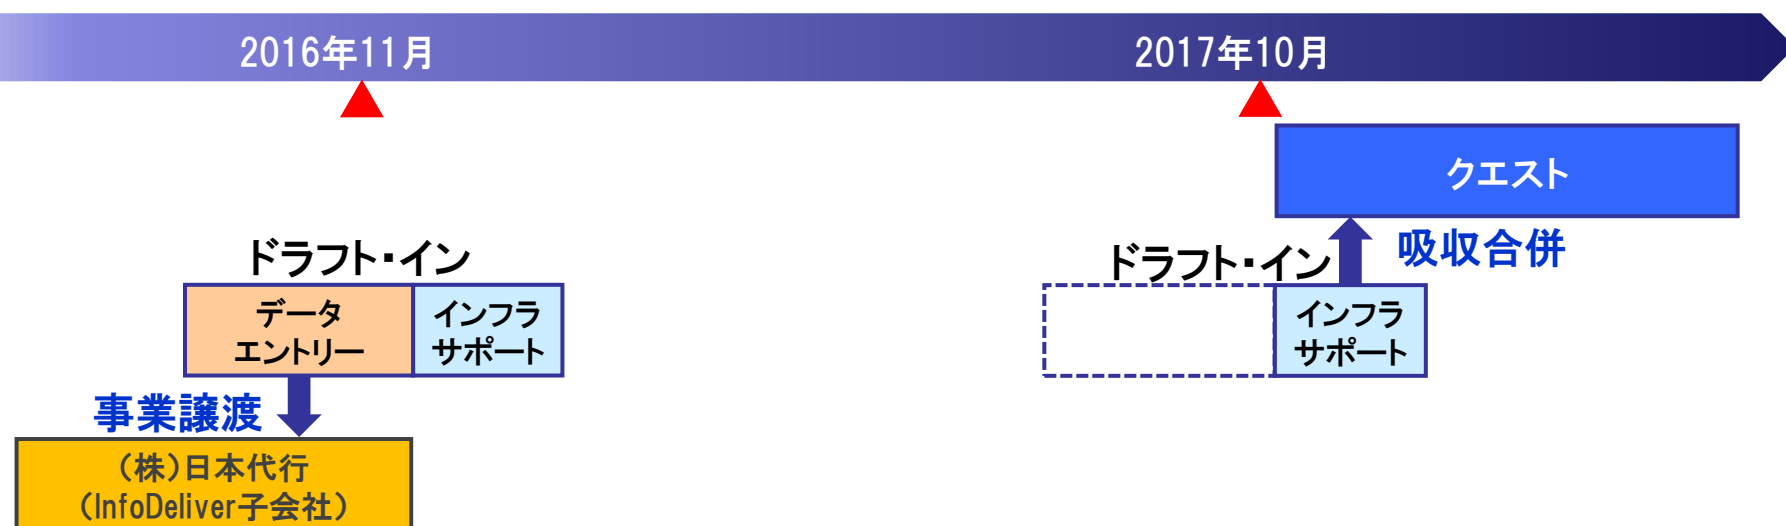 2016年11月
2017年10月
クエスト
吸収合併
ドラフト・イン
データ
エントリー
インフラ
サポート
ドラフト・イン
インフラ
サポート
事業譲渡
（株）日本代行
（InfoDeliver子会社）